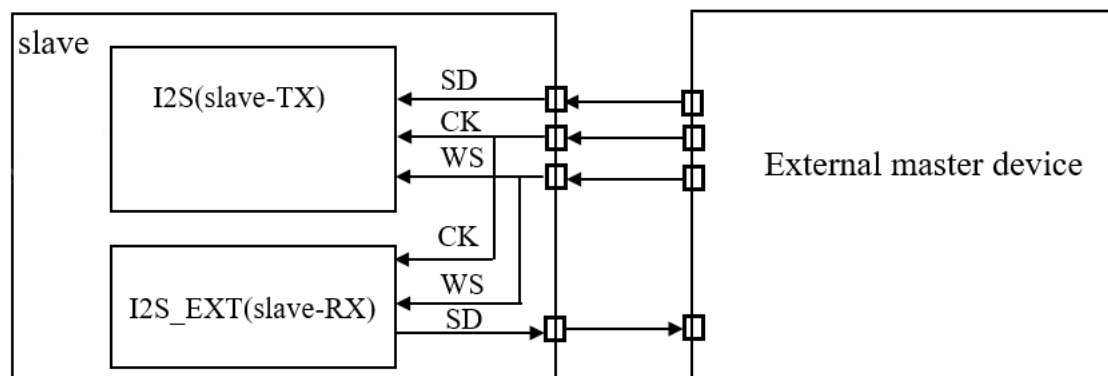 slave
I2S(slave-TX)
SD
CK
WS
External master device
CK
I2S_EXT(slave-RX)
WS
SD